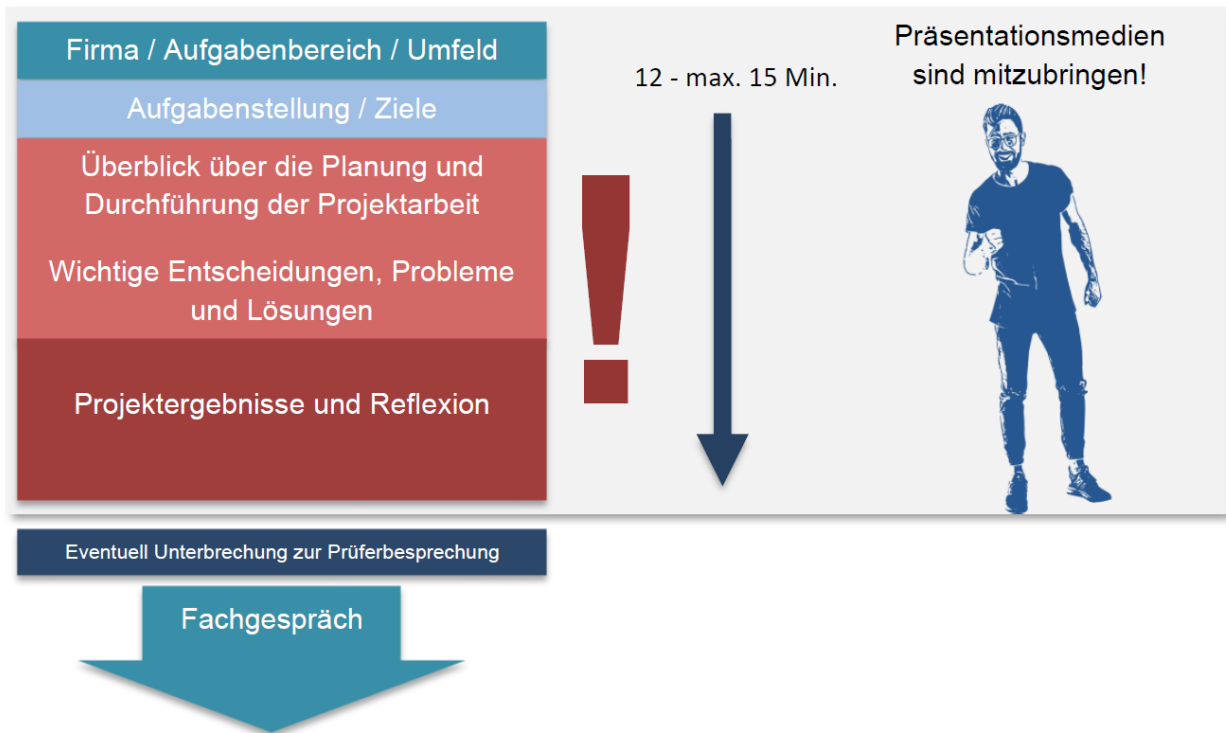 Firma / Aufgabenbereich / Umfeld
Aufgabenstellung / Ziele
Überblick über die Planung und
Durchführung der Projektarbeit
Wichtige Entscheidungen, Probleme
und Lösungen
Projektergebnisse und Reflexion
!
12 - max. 15 Min.
Präsentationsmedien
sind mitzubringen!
Eventuell Unterbrechung zur Prüferbesprechung
Fachgespräch